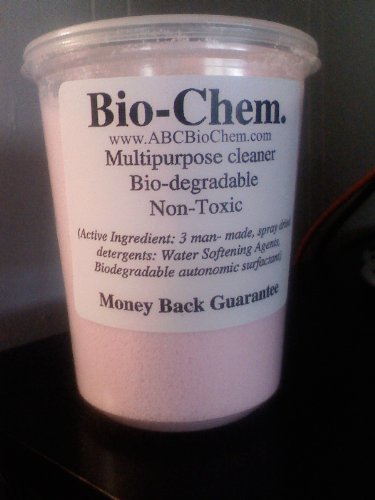 Bio-Chem.
www.ABCBioChem.com
Multipurpose cleaner
Bio-degradable
Non-Toxic
(Active Ingredient: 3 man- made, spray dried
detergents: Water Softening Agents,
Biodegradable autonomic surfactant)
Money Back Guarantee